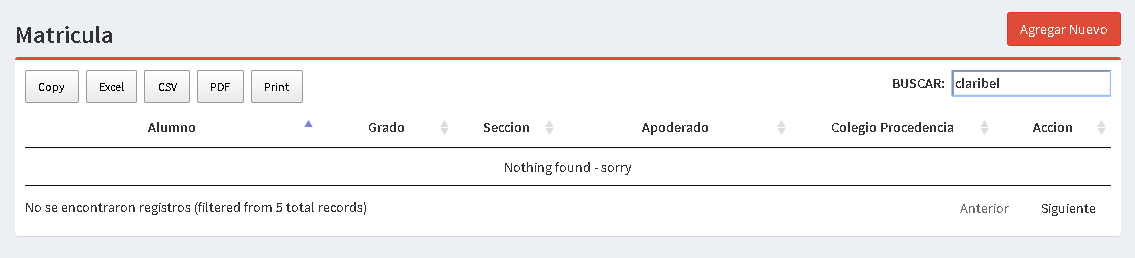 Matricula
Agregar Nuevo
Copy Excel CSV PDF Print
BUSCAR: claribel
Alumno Grado Seccion Apoderado Colegio Procedencia Accion
Nothing found - sorry
No se encontraron registros (filtered from 5 total records)
Anterior Siguiente